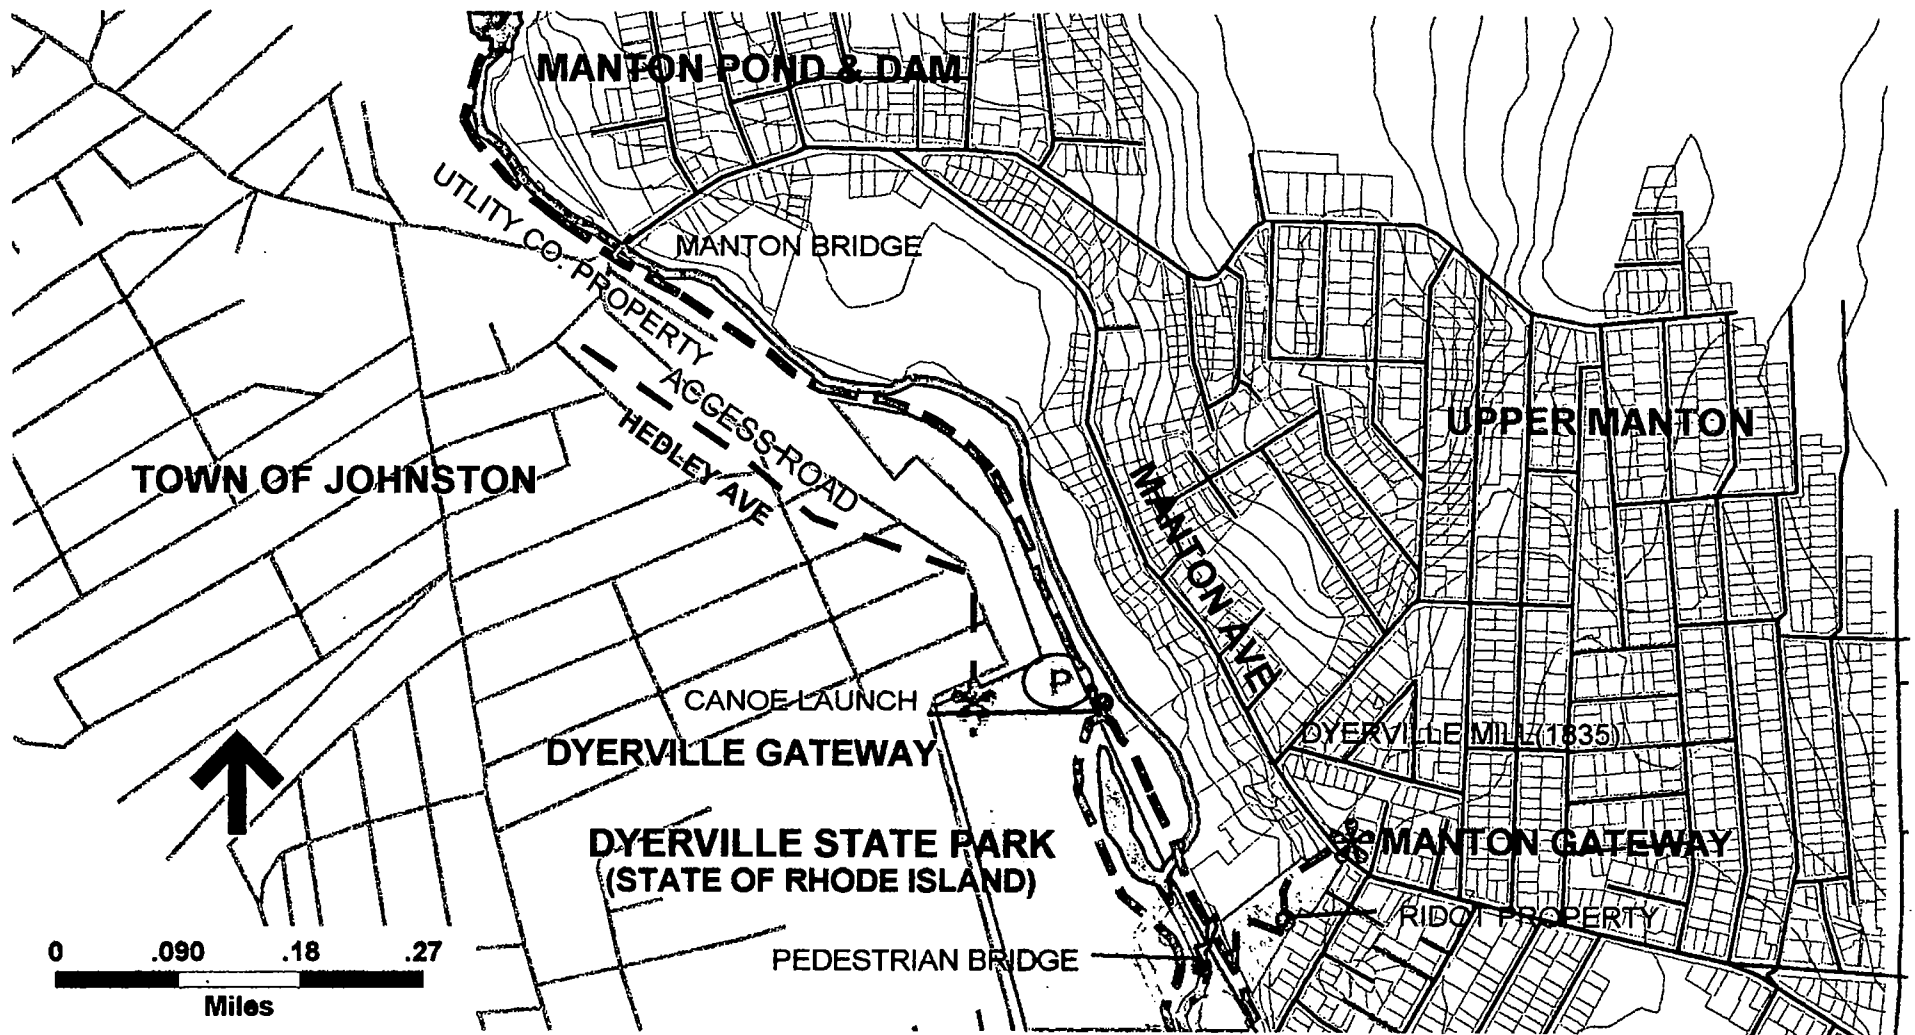 MANTON POND & DAM
UTLITY CO. PROPERTY
MANTON BRIDGE
ACCESS ROAD
HEDLEY AVE
UPPER MANTON
TOWN OF JOHNSTON
MANTON AVE
P
CANOE LAUNCH
DYERVILLE MILL (1835)
DYERVILLE GATEWAY
DYERVILLE STATE PARK
(STATE OF RHODE ISLAND)
MANTON GATEWAY
RIDOT PROPERTY
PEDESTRIAN BRIDGE
0 .090 .18 .27
Miles